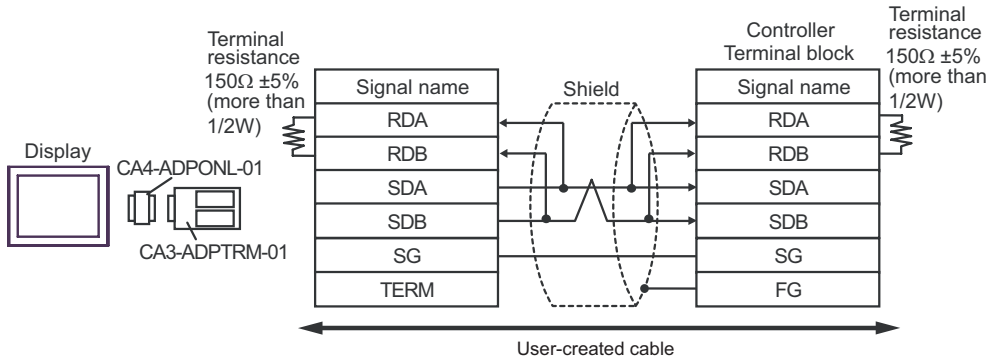 Controller
Terminal block
Terminal
resistance
150Ω ±5%
(more than
1/2W)
Terminal
resistance
150Ω ±5%
(more than
1/2W)
Signal name
Shield
Signal name
RDA
RDA
RDB
RDB
SDA
SDA
SDB
SDB
SG
SG
TERM
FG
Display
CA4-ADPONL-01
CA3-ADPTRM-01
User-created cable